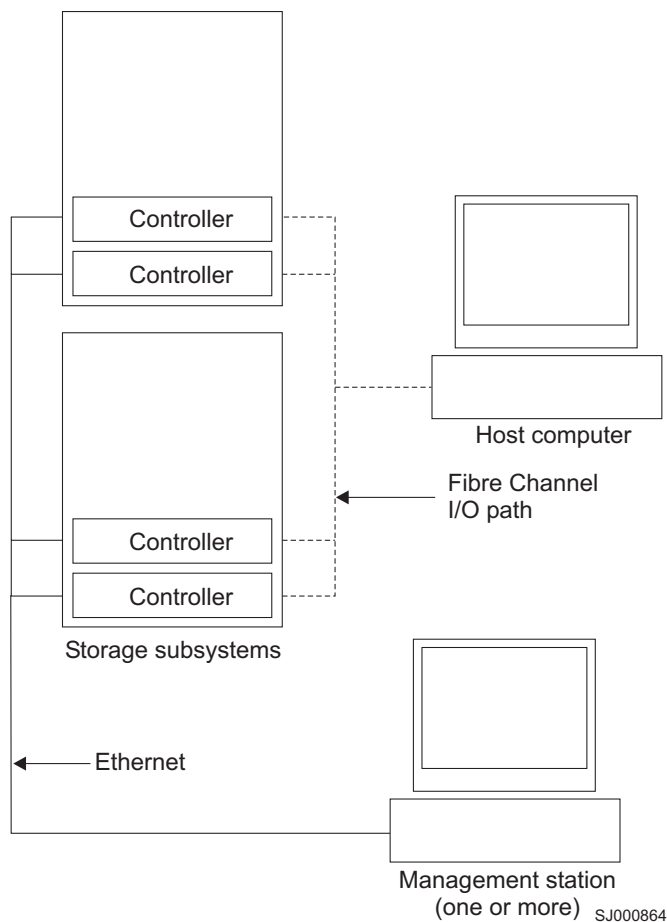 Controller
Controller
Host computer
Fibre Channel
I/O path
Controller
Controller
Storage subsystems
Ethernet
Management station
(one or more)
SJ000864